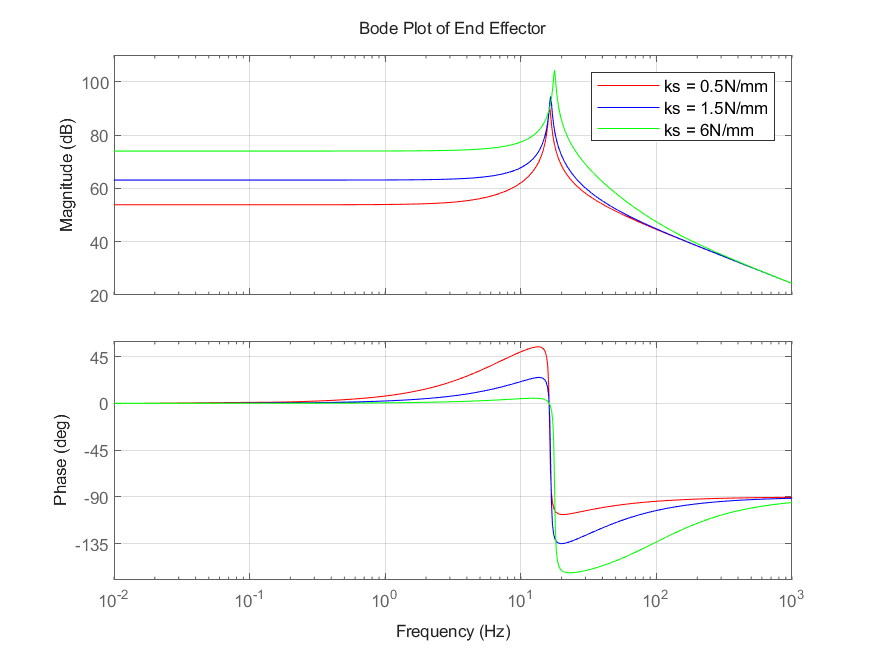 Bode Plot of End Effector
100
80
60
40
20
Magnitude (dB)
ks = 0.5N/mm
ks = 1.5N/mm
ks = 6N/mm
45
0
-45
-90
-135
Phase (deg)
10^-2 10^-1 10^0 10^1 10^2 10^3
Frequency (Hz)